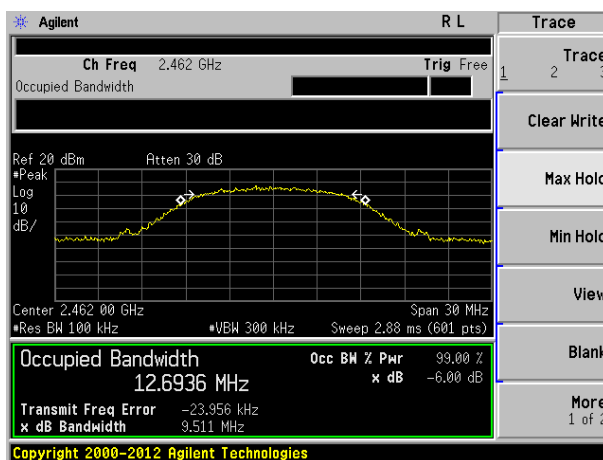 Agilent
R L
Trace
Ch Freq 2.462 GHz
Trig Free
Occupied Bandwidth
Trace
1 2 3
Clear Write
Max Hold
Min Hold
View
Blank
More
1 of 2
Ref 20 dBm
Atten 30 dB
#Peak
Log
10
dB/
Center 2.462 00 GHz
Span 30 MHz
#Res BW 100 kHz
#VBW 300 kHz
Sweep 2.88 ms (601 pts)
Occupied Bandwidth
12.6936 MHz
Occ BW % Pwr 99.00 %
x dB -6.00 dB
Transmit Freq Error -23.956 kHz
x dB Bandwidth 9.511 MHz
Copyright 2000-2012 Agilent Technologies